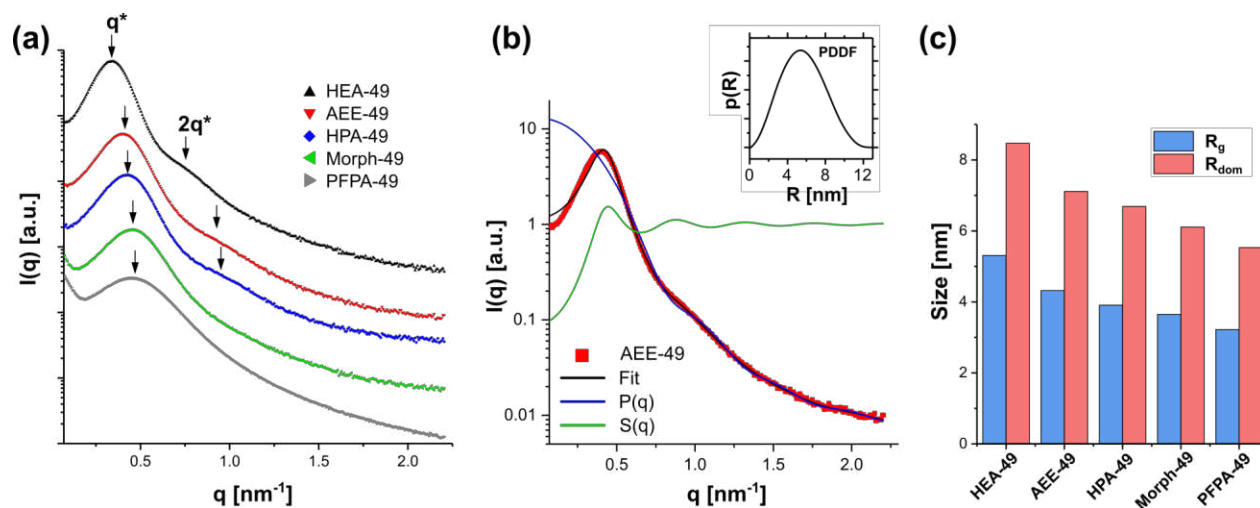 (a)
q*
2q*
HEA-49
AEE-49
HPA-49
Morph-49
PFPA-49
I(q) [a.u.]
0.5
1.0
1.5
2.0
q [nm⁻¹]
(b)
PDDF
p(R)
0
4
8
12
R [nm]
10
1
0.1
0.01
I(q) [a.u.]
AEE-49
Fit
P(q)
S(q)
0.5
1.0
1.5
2.0
q [nm⁻¹]
(c)
Rg
Rdom
8
6
4
2
0
Size [nm]
HEA-49
AEE-49
HPA-49
Morph-49
PFPA-49